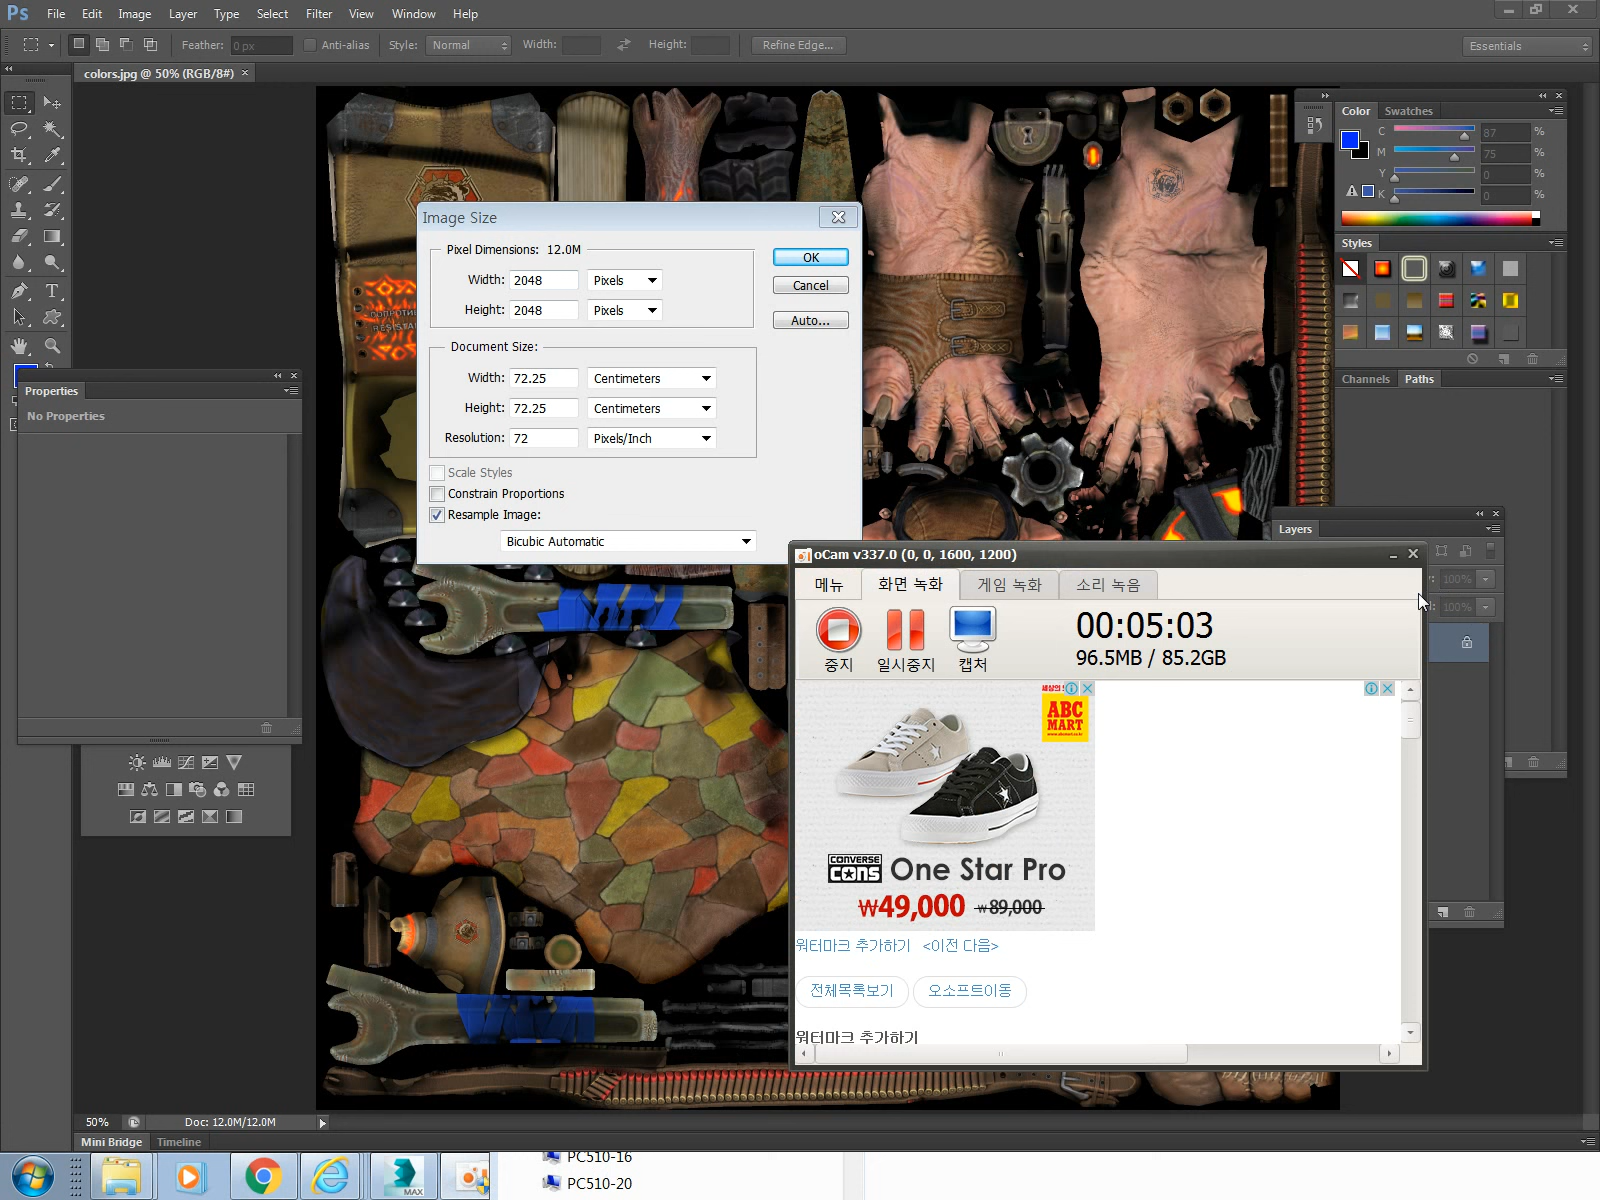 Ps File Edit Image Layer Type Select Filter View Window Help
Feather: 0 px Anti-alias Style: Normal Width: Height: Refine Edge... Essentials
colors.jpg @ 50% (RGB/8#) ×
Color Swatches
C 87 %
M 75 %
Y 0 %
K 0 %
Styles
Channels Paths
Image Size
Pixel Dimensions: 12.0M
Width: 2048 Pixels
Height: 2048 Pixels
OK
Cancel
Auto...
Document Size:
Width: 72.25 Centimeters
Height: 72.25 Centimeters
Resolution: 72 Pixels/Inch
Scale Styles
Constrain Proportions
Resample Image:
Bicubic Automatic
Properties
No Properties
Layers
100%
100%
oCam v337.0 (0, 0, 1600, 1200)
메뉴 화면 녹화 게임 녹화 소리 녹음
중지 일시중지 캡처
00:05:03
96.5MB / 85.2GB
ABC
MART
CONVERSE
CONS One Star Pro
₩49,000 ₩89,000
워터마크 추가하기 <이전 다음>
전체목록보기 오소프트이동
워터마크 추가하기
50% Doc: 12.0M/12.0M
Mini Bridge Timeline
MAX
PC510-16
PC510-20